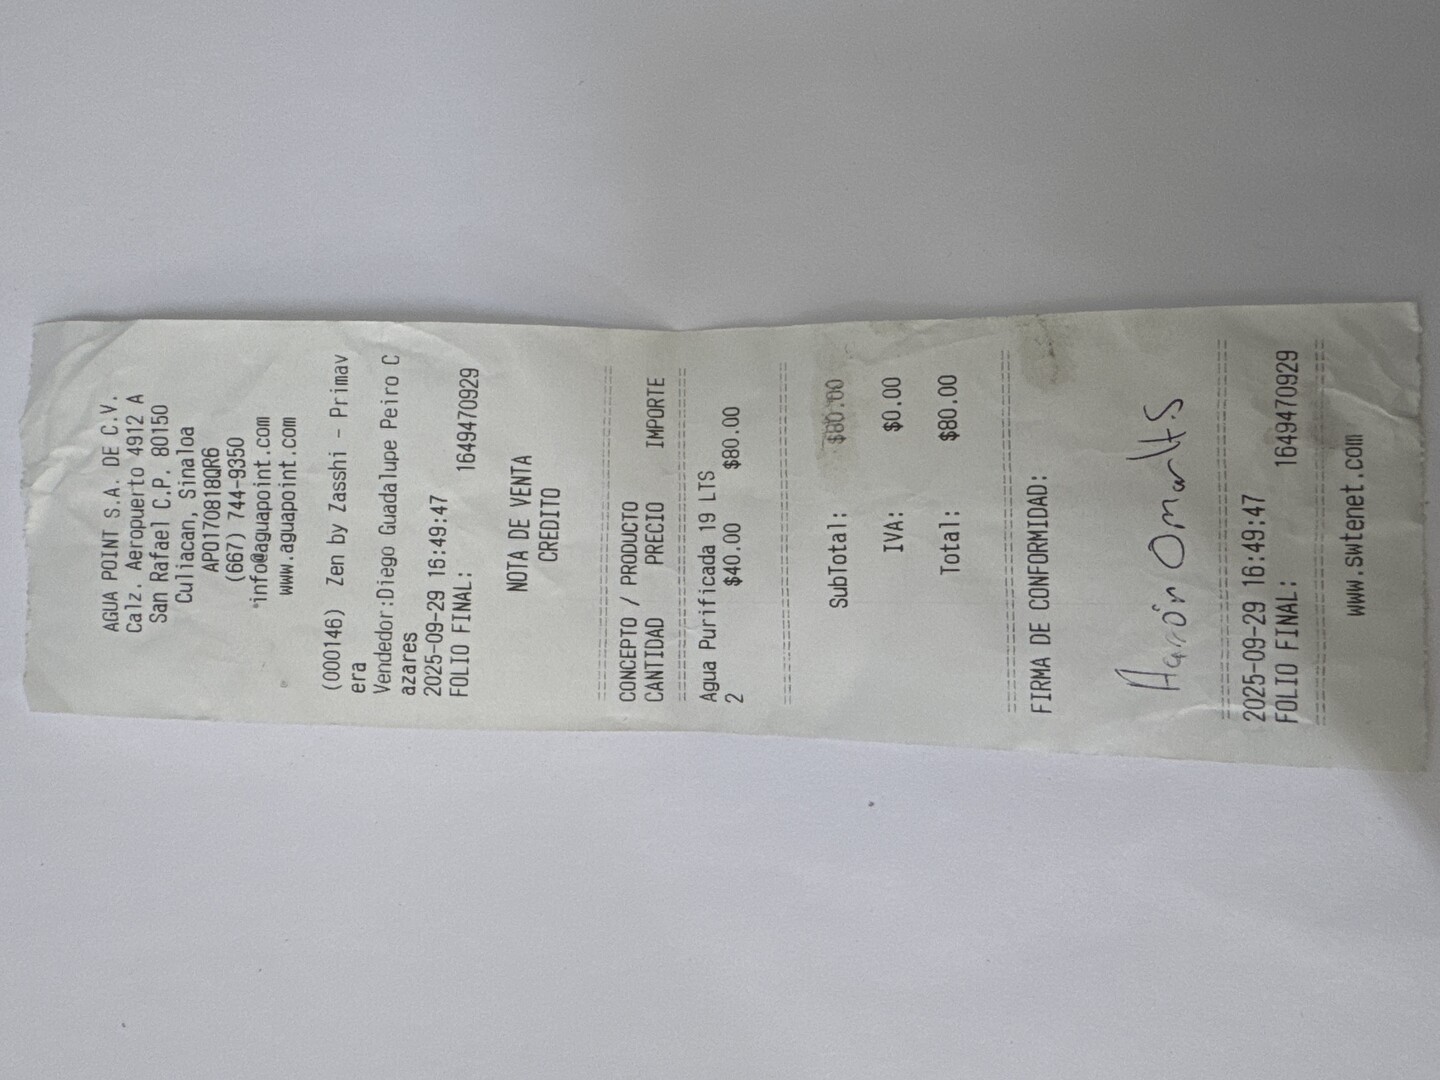 AGUA POINT S.A. DE C.V.
Calz. Aeropuerto 4912 A
San Rafael C.P. 80150
Culiacan, Sinaloa
APO170818QR6
(667) 744-9350
info@aguapoint.com
www.aguapoint.com
(000146) Zen by Zasshi - Primav
era
Vendedor:Diego Guadalupe Peiro C
azares
2025-09-29 16:49:47
FOLIO FINAL: 1649470929
NOTA DE VENTA
CREDITO
================================
CONCEPTO / PRODUCTO
CANTIDAD PRECIO IMPORTE
================================
Agua Purificada 19 LTS
2 $40.00 $80.00
================================
SubTotal: $80.00
IVA: $0.00
Total: $80.00
================================
FIRMA DE CONFORMIDAD:
Aarón
================================
2025-09-29 16:49:47
FOLIO FINAL: 1649470929
================================
www.swtenet.com